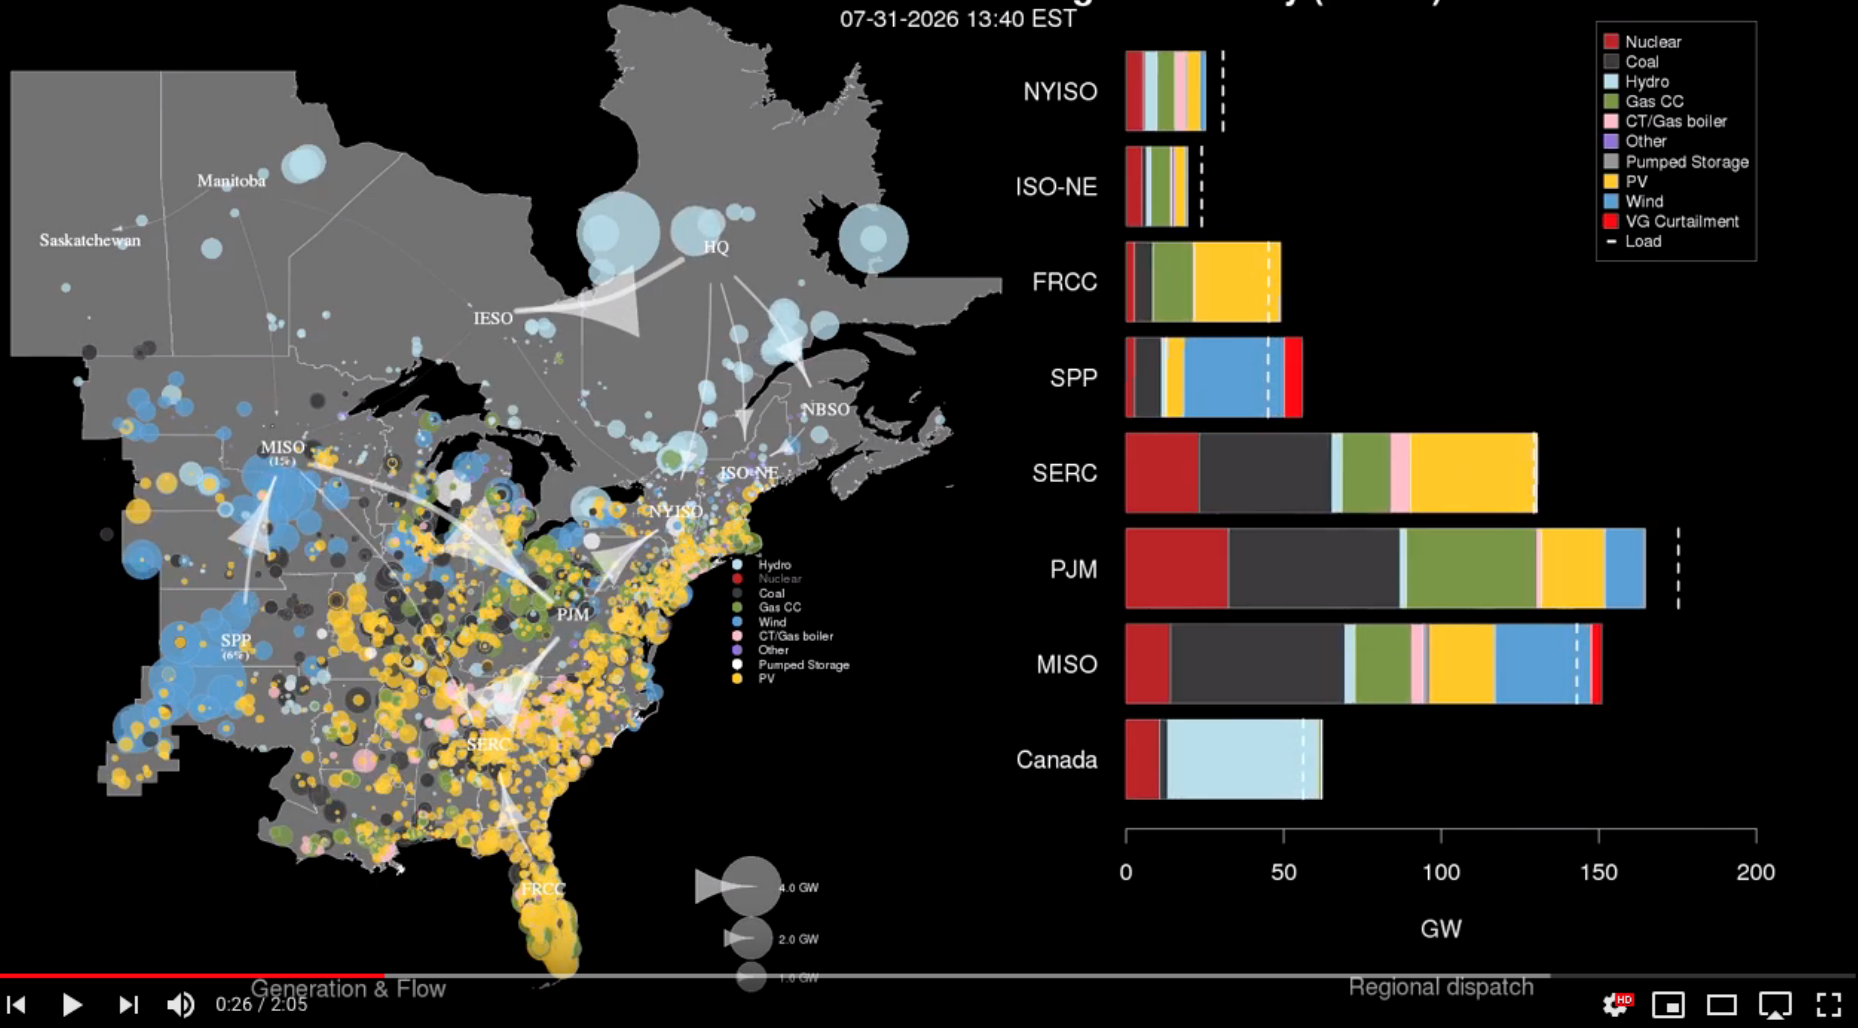 07-31-2026 13:40 EST
Manitoba
Saskatchewan
HQ
IESO
NBSO
MISO
(1%)
ISO-NE
NYISO
PJM
SPP
(6%)
SERC
FRCC
Hydro
Nuclear
Coal
Gas CC
Wind
CT/Gas boiler
Other
Pumped Storage
PV
4.0 GW
2.0 GW
1.0 GW
Generation & Flow
NYISO
ISO-NE
FRCC
SPP
SERC
PJM
MISO
Canada
0 50 100 150 200
GW
Nuclear
Coal
Hydro
Gas CC
CT/Gas boiler
Other
Pumped Storage
PV
Wind
VG Curtailment
Load
Regional dispatch
0:26 / 2:05
HD